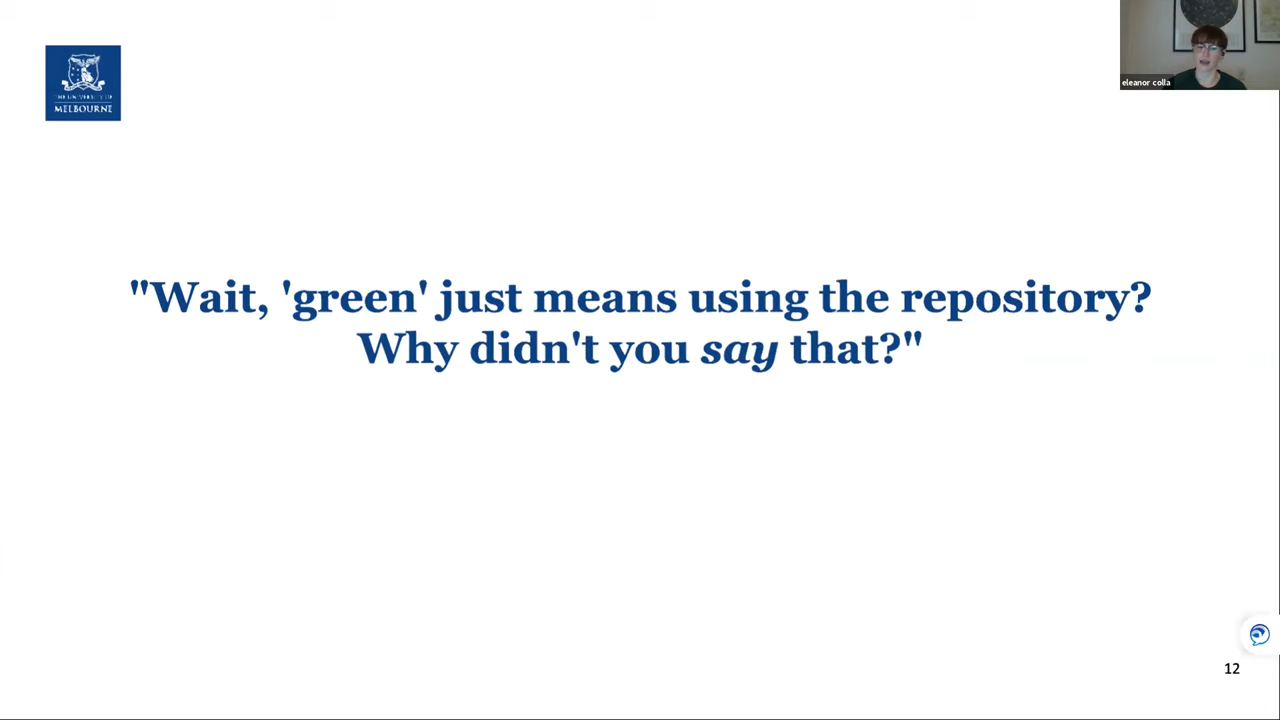 THE UNIVERSITY OF
MELBOURNE
eleanor colla
"Wait, 'green' just means using the repository?
Why didn't you say that?"
12